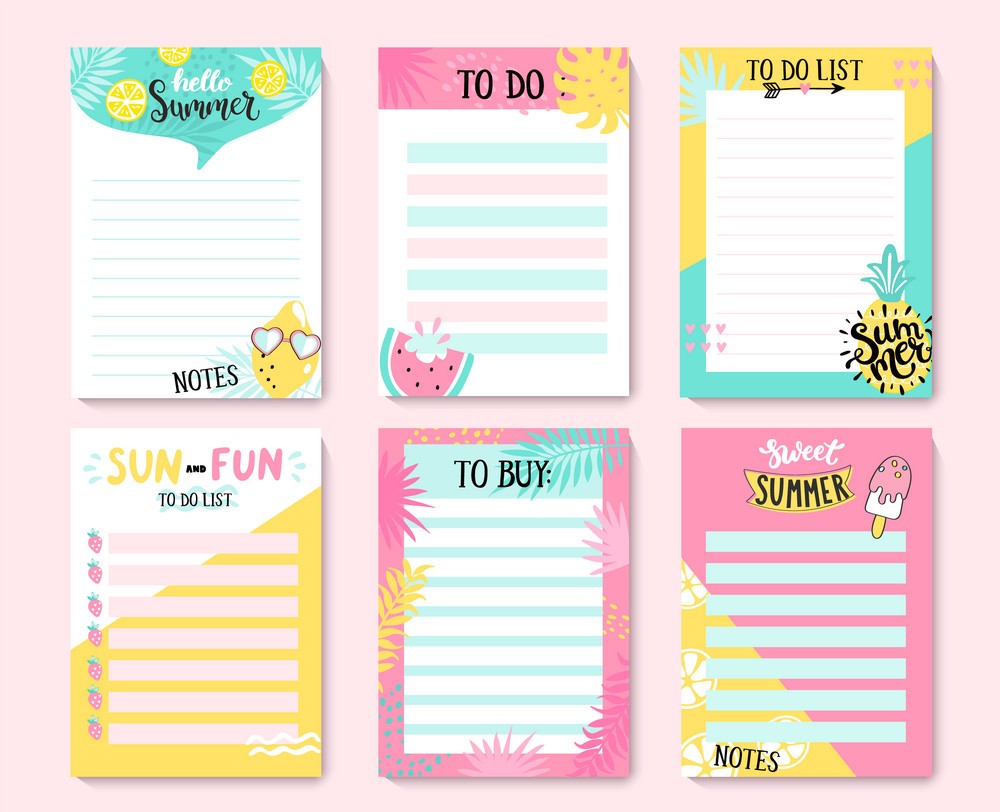 hello
Summer
NOTES
TO DO :
TO DO LIST
Sum
mer
SUN AND FUN
TO DO LIST
TO BUY:
Sweet
SUMMER
NOTES